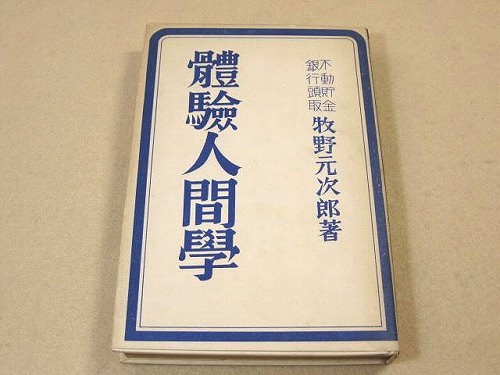 不動貯金
銀行頭取
牧野元次郎著
體驗人間學